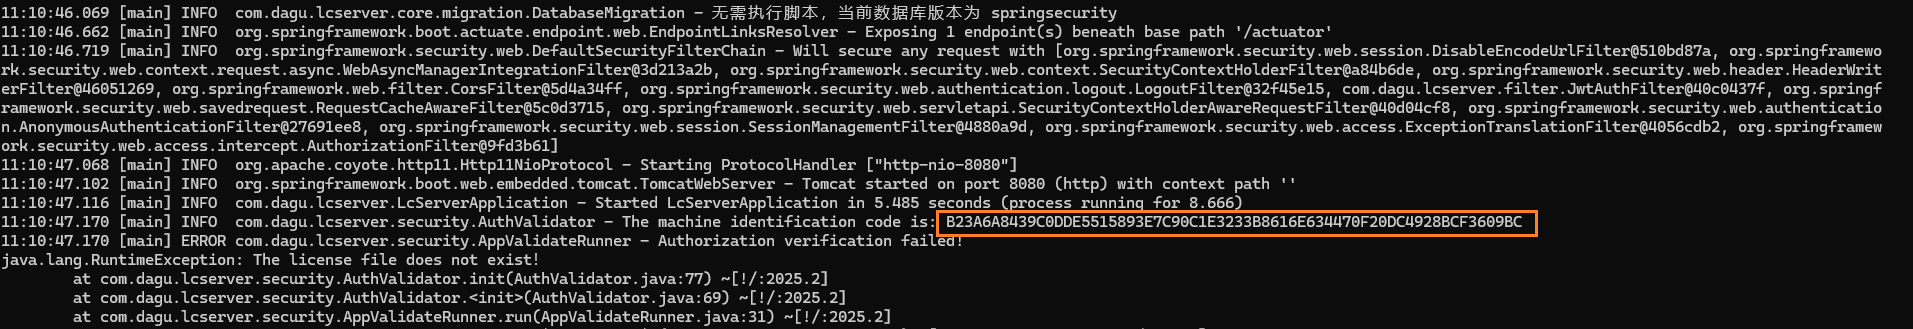 11:10:46.069 [main] INFO  com.dagu.lcserver.core.migration.DatabaseMigration - 无需执行脚本，当前数据库版本为 springsecurity
11:10:46.662 [main] INFO  org.springframework.boot.actuate.endpoint.web.EndpointLinksResolver - Exposing 1 endpoint(s) beneath base path '/actuator'
11:10:46.719 [main] INFO  org.springframework.security.web.DefaultSecurityFilterChain - Will secure any request with [org.springframework.security.web.session.DisableEncodeUrlFilter@510bd87a, org.springframewo
rk.security.web.context.request.async.WebAsyncManagerIntegrationFilter@3d213a2b, org.springframework.security.web.context.SecurityContextHolderFilter@a84b6de, org.springframework.security.web.header.HeaderWrit
erFilter@46051269, org.springframework.web.filter.CorsFilter@5d4a34ff, org.springframework.security.web.authentication.logout.LogoutFilter@32f45e15, com.dagu.lcserver.filter.JwtAuthFilter@40c0437f, org.springf
ramework.security.web.savedrequest.RequestCacheAwareFilter@5c0d3715, org.springframework.security.web.servletapi.SecurityContextHolderAwareRequestFilter@40d04cf8, org.springframework.security.web.authenticatio
n.AnonymousAuthenticationFilter@27691ee8, org.springframework.security.web.session.SessionManagementFilter@4880a9d, org.springframework.security.web.access.ExceptionTranslationFilter@4056cdb2, org.springframew
ork.security.web.access.intercept.AuthorizationFilter@9fd3b61]
11:10:47.068 [main] INFO  org.apache.coyote.http11.Http11NioProtocol - Starting ProtocolHandler ["http-nio-8080"]
11:10:47.102 [main] INFO  org.springframework.boot.web.embedded.tomcat.TomcatWebServer - Tomcat started on port 8080 (http) with context path ''
11:10:47.116 [main] INFO  com.dagu.lcserver.LcServerApplication - Started LcServerApplication in 5.485 seconds (process running for 8.666)
11:10:47.170 [main] INFO  com.dagu.lcserver.security.AuthValidator - The machine identification code is: B23A6A8439C0DDE5515893E7C90C1E3233B8616E634470F20DC4928BCF3609BC
11:10:47.170 [main] ERROR com.dagu.lcserver.security.AppValidateRunner - Authorization verification failed!
java.lang.RuntimeException: The license file does not exist!
        at com.dagu.lcserver.security.AuthValidator.init(AuthValidator.java:77) ~[!/:2025.2]
        at com.dagu.lcserver.security.AuthValidator.<init>(AuthValidator.java:69) ~[!/:2025.2]
        at com.dagu.lcserver.security.AppValidateRunner.run(AppValidateRunner.java:31) ~[!/:2025.2]